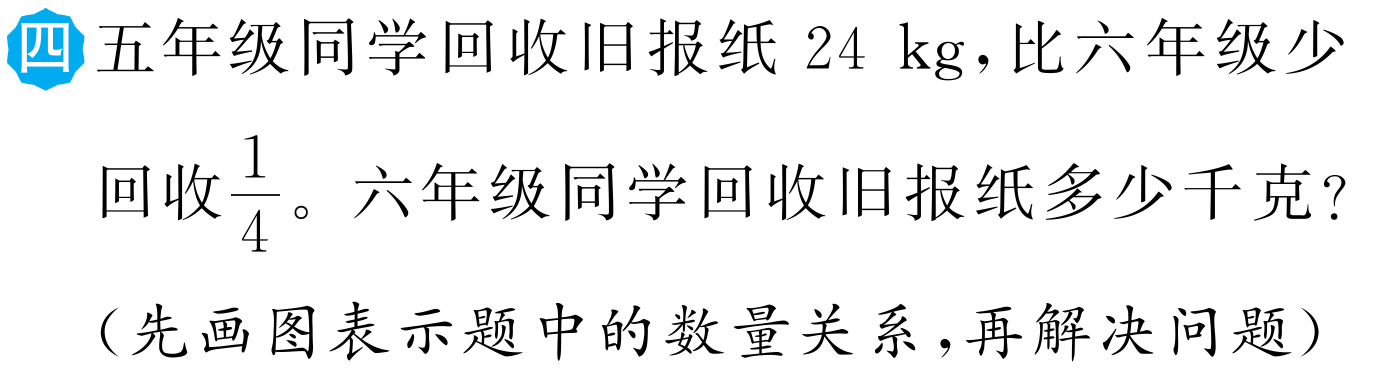 四 五年级同学回收旧报纸 24 kg,比六年级少
回收1/4。六年级同学回收旧报纸多少千克?
(先画图表示题中的数量关系,再解决问题)